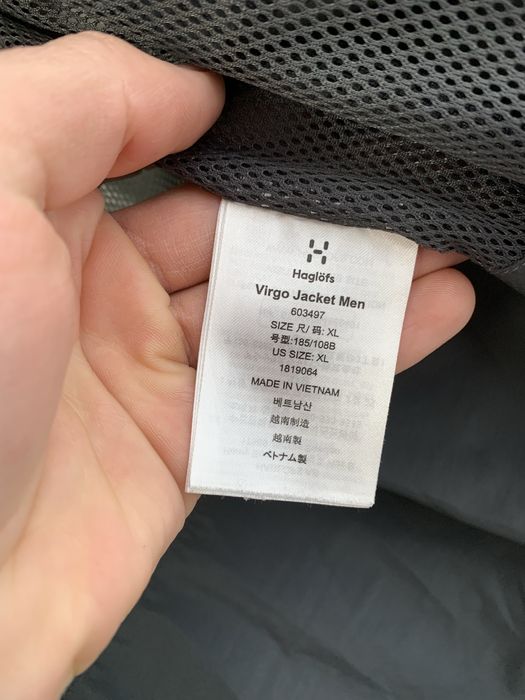 Haglöfs
Virgo Jacket Men
603497
SIZE 尺/ 码: XL
号型:185/108B
US SIZE: XL
1819064
MADE IN VIETNAM
베트남산
越南制造
越南製
ベトナム製